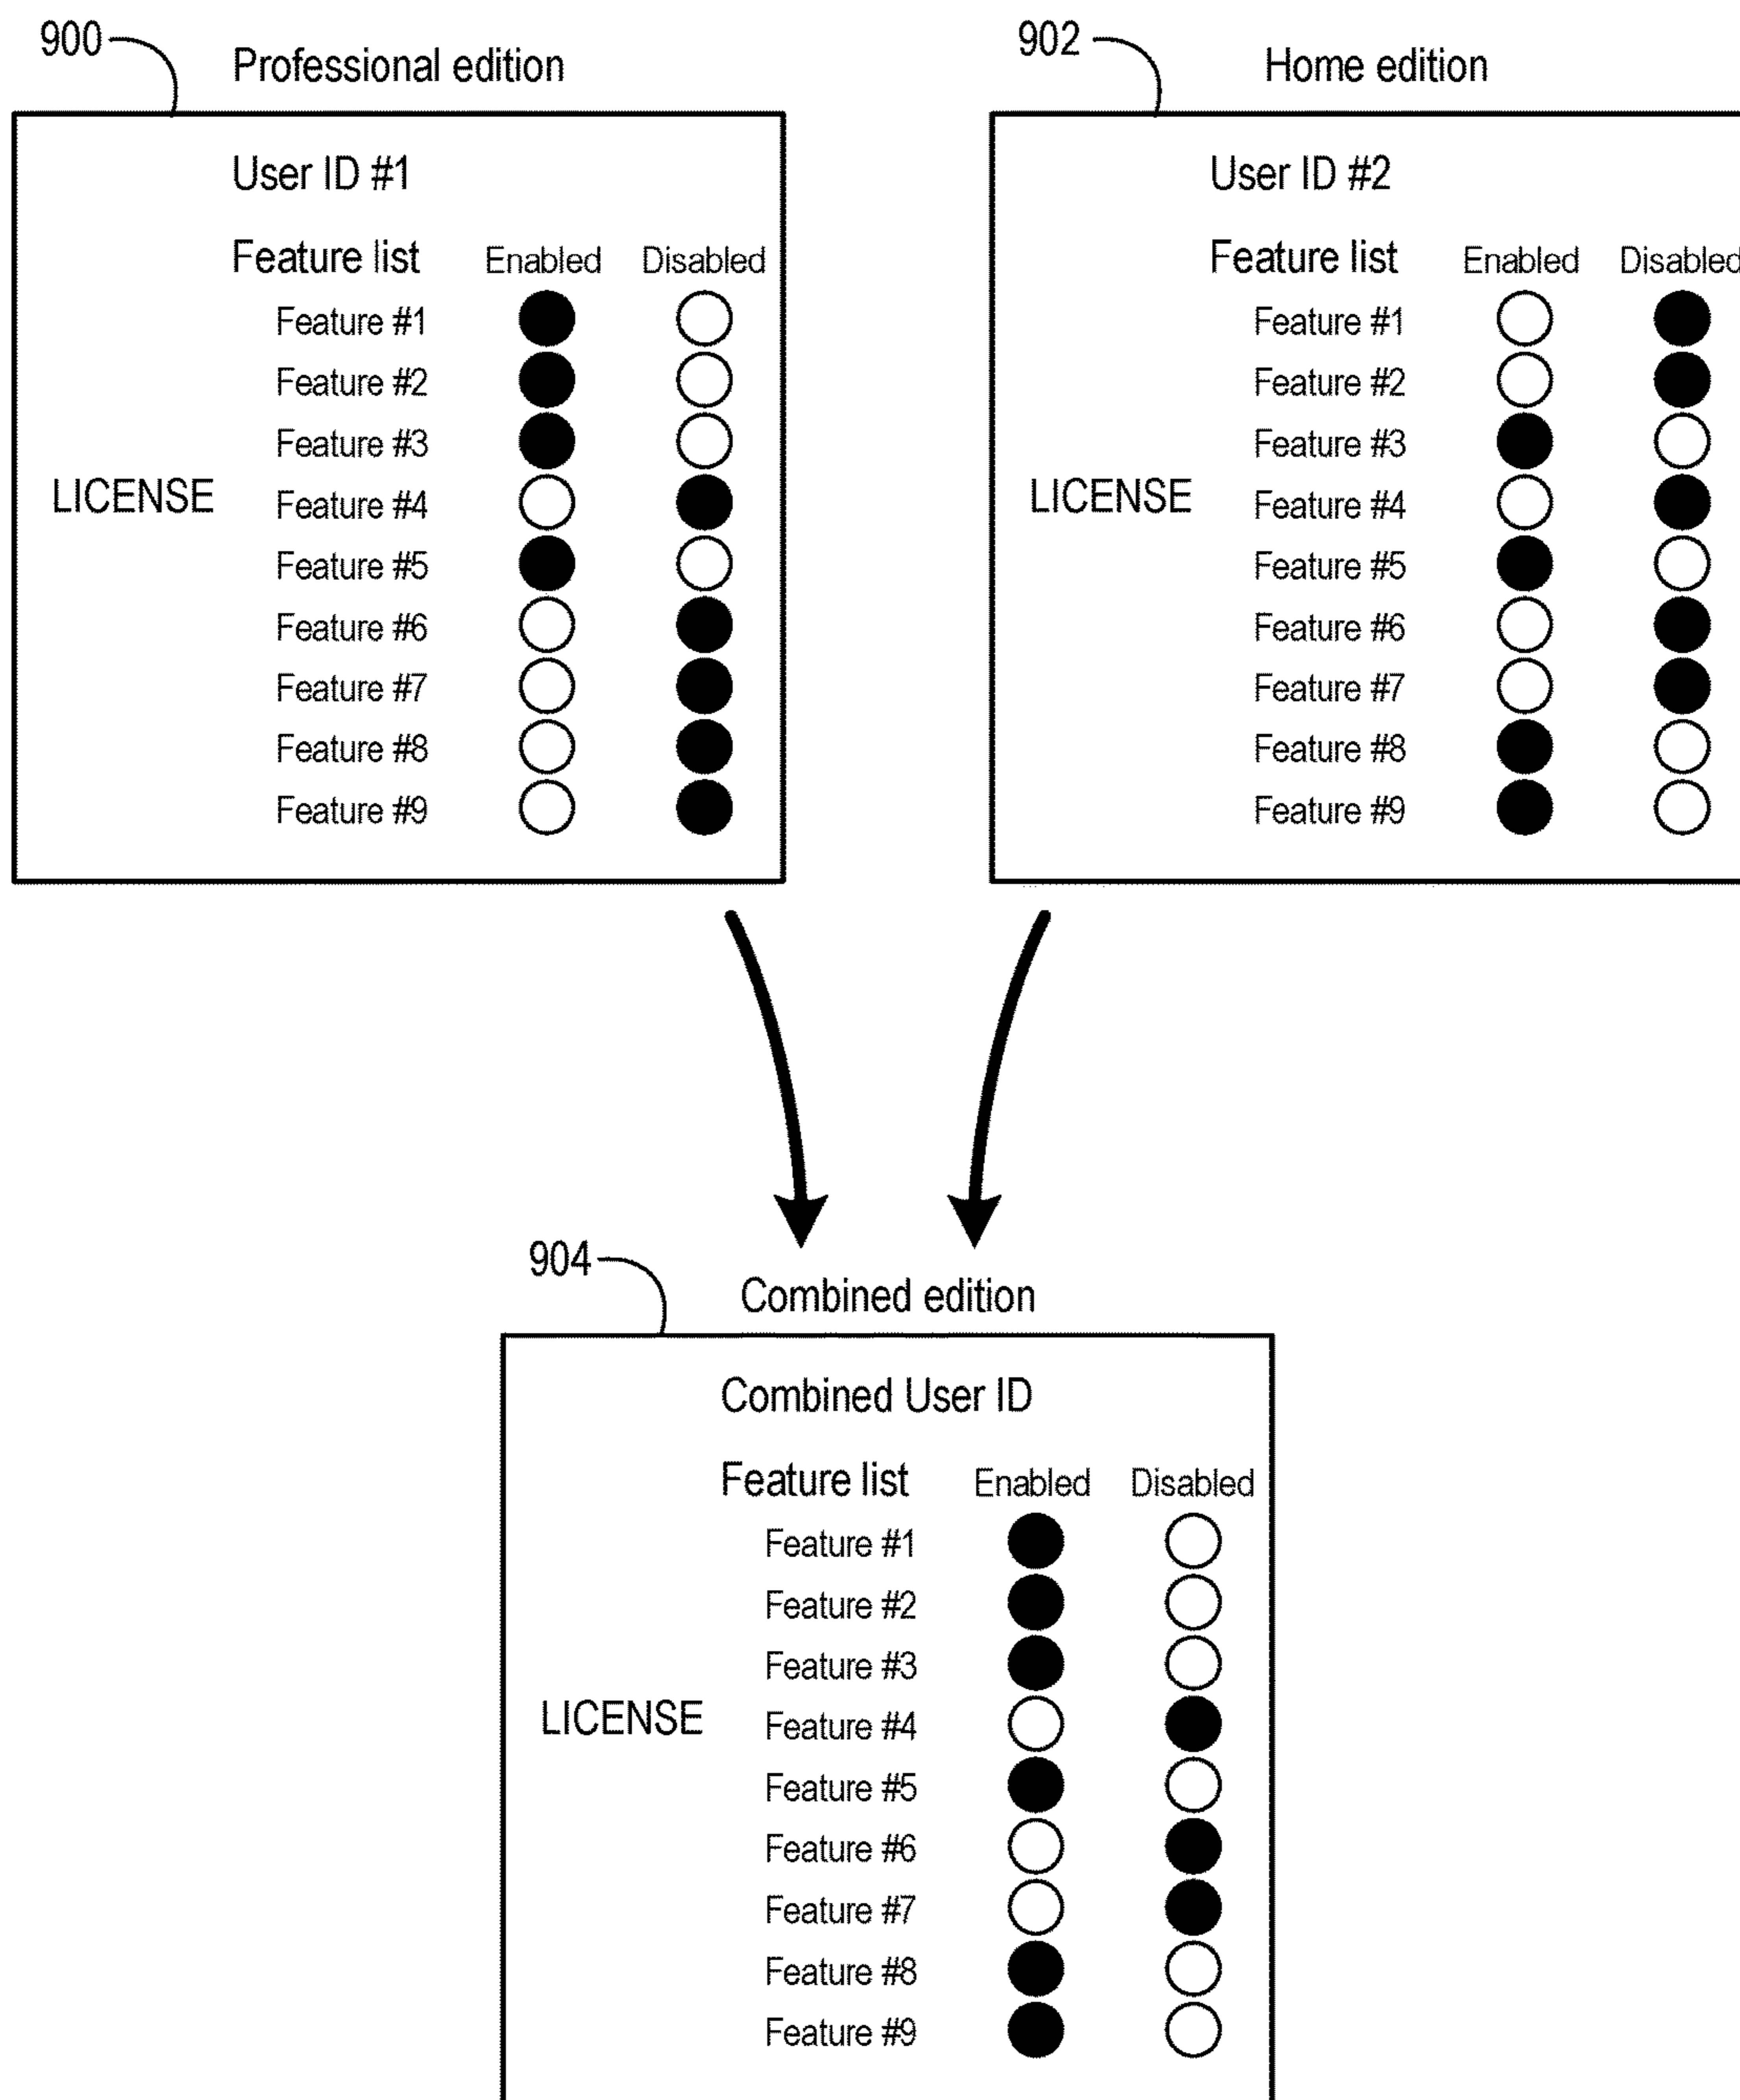 900
Professional edition
User ID #1
Feature list Enabled Disabled
Feature #1
Feature #2
Feature #3
LICENSE Feature #4
Feature #5
Feature #6
Feature #7
Feature #8
Feature #9
902
Home edition
User ID #2
Feature list Enabled Disabled
Feature #1
Feature #2
Feature #3
LICENSE Feature #4
Feature #5
Feature #6
Feature #7
Feature #8
Feature #9
904
Combined edition
Combined User ID
Feature list Enabled Disabled
Feature #1
Feature #2
Feature #3
LICENSE Feature #4
Feature #5
Feature #6
Feature #7
Feature #8
Feature #9